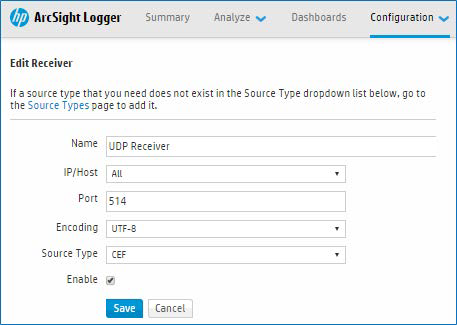 hp ArcSight Logger Summary Analyze Dashboards Configuration
Edit Receiver
If a source type that you need does not exist in the Source Type dropdown list below, go to
the Source Types page to add it.
Name UDP Receiver
IP/Host All
Port 514
Encoding UTF-8
Source Type CEF
Enable
Save Cancel